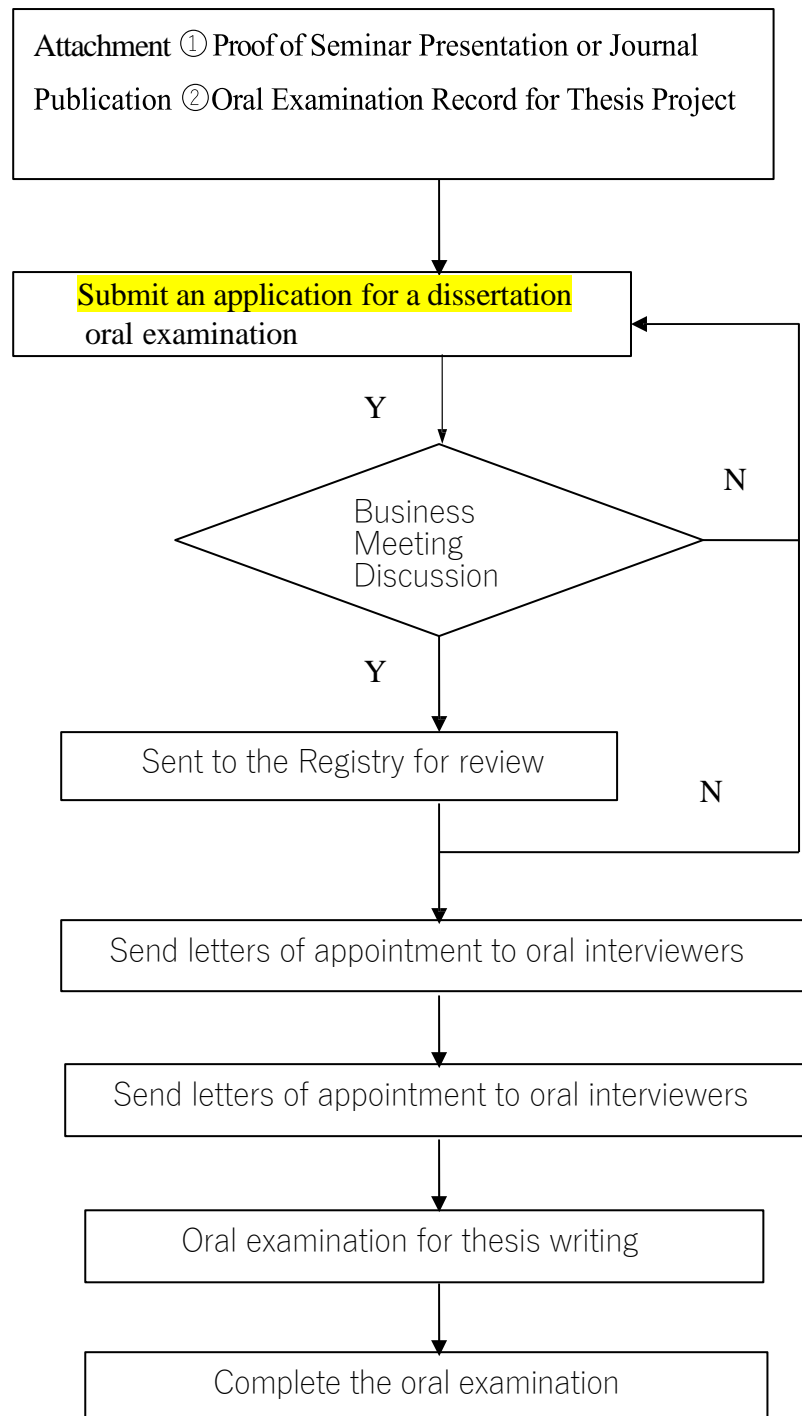 Attachment ①Proof of Seminar Presentation or Journal
Publication ②Oral Examination Record for Thesis Project
Submit an application for a dissertation
oral examination
Y
N
Business
Meeting
Discussion
Y
Sent to the Registry for review
N
Send letters of appointment to oral interviewers
Send letters of appointment to oral interviewers
Oral examination for thesis writing
Complete the oral examination